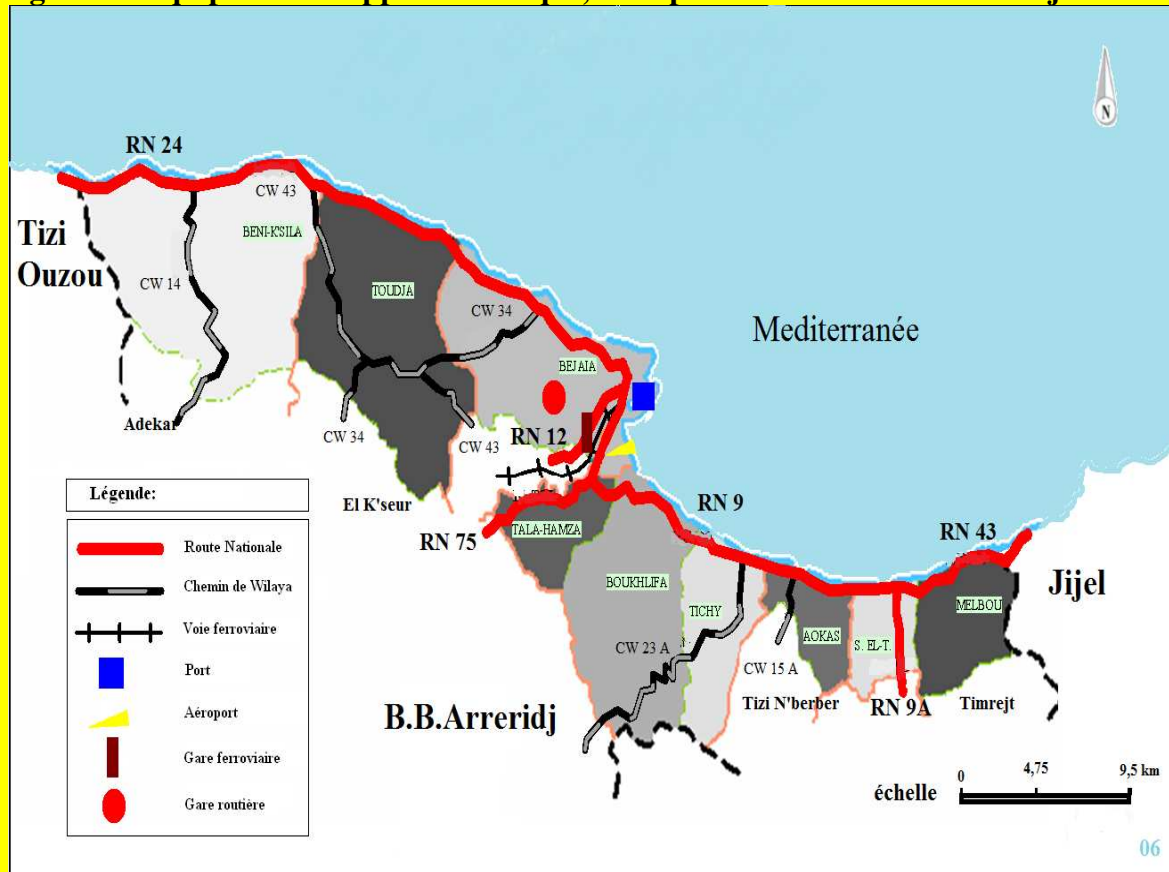 RN 24
CW 43
Tizi
Ouzou
BENI-K'SILA
CW 14
TOUDJA
CW 34
Mediterranée
BEJAIA
Adekar
CW 34
CW 43
RN 12
El K'seur
RN 75
TALA-HAMZA
RN 9
RN 43
BOUKHLIFA
TICHY
Jijel
MELBOU
AOKAS
S. EL-T.
CW 23 A
CW 15 A
Tizi N'berber
RN 9A
Timrejt
B.B.Arreridj
Légende:
Route Nationale
Chemin de Wilaya
Voie ferroviaire
Port
Aéroport
Gare ferroviaire
Gare routière
N
échelle
0 4,75 9,5 km
06